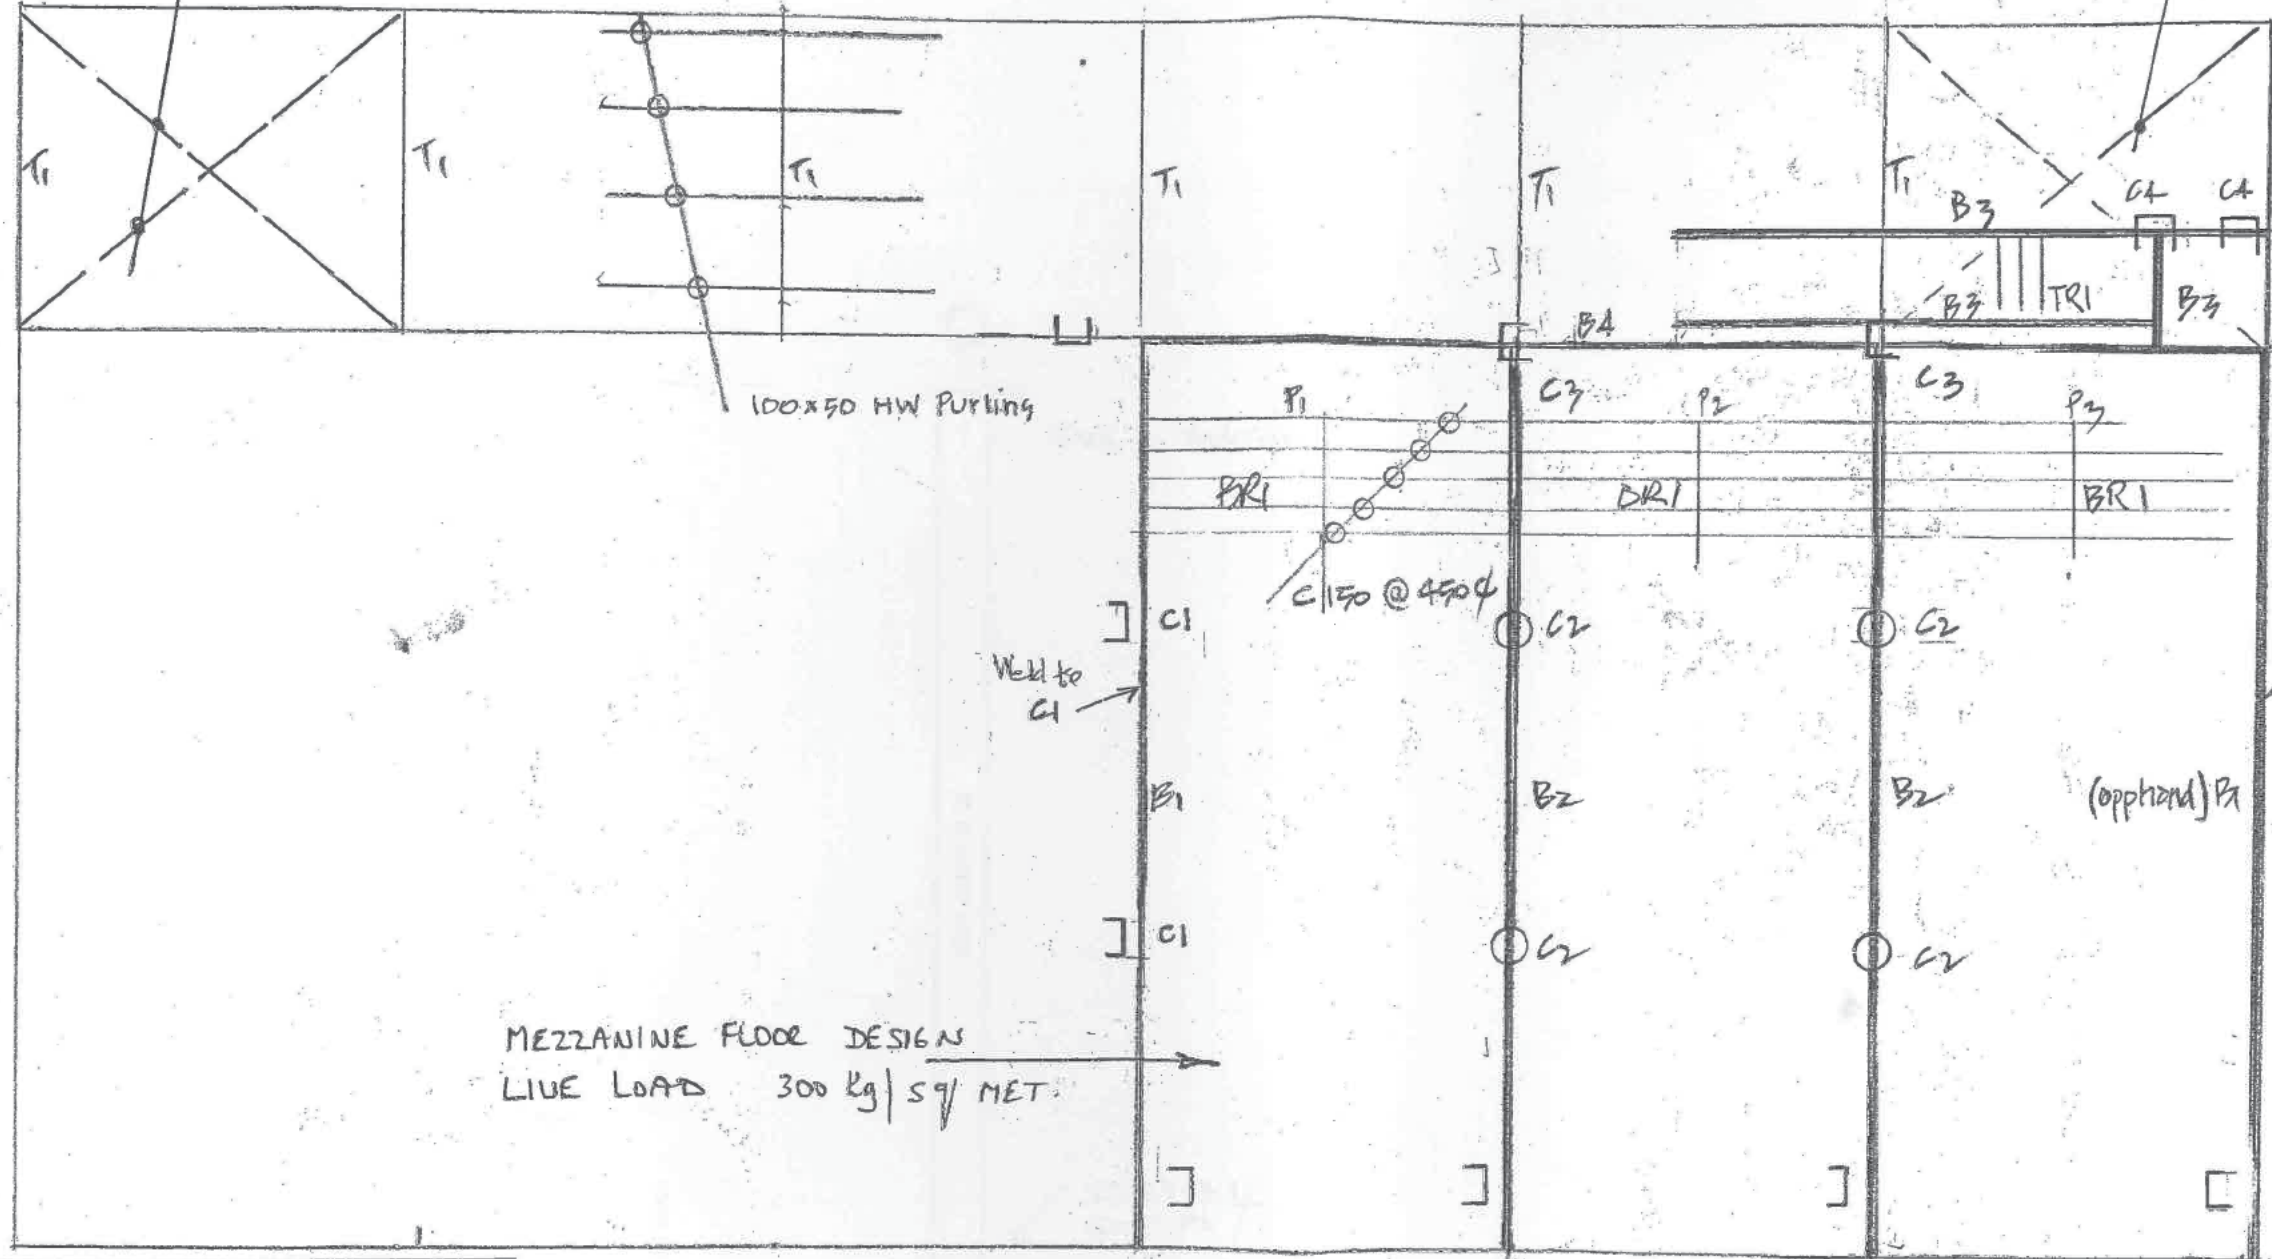 T1
T1
T1
T1
T1
T1
C4
C4
B3
B3
TR1
B3
B4
100x50 HW Purlins
P1
C3
P2
C3
P3
BR1
BR1
BR1
C150 @ 450¢
C1
C2
C2
Weld to
C1
B1
B2
B2
(opphand) B1
C1
C2
C2
MEZZANINE FLOOR DESIGN
LIVE LOAD 300 Kg/sq/ MET.